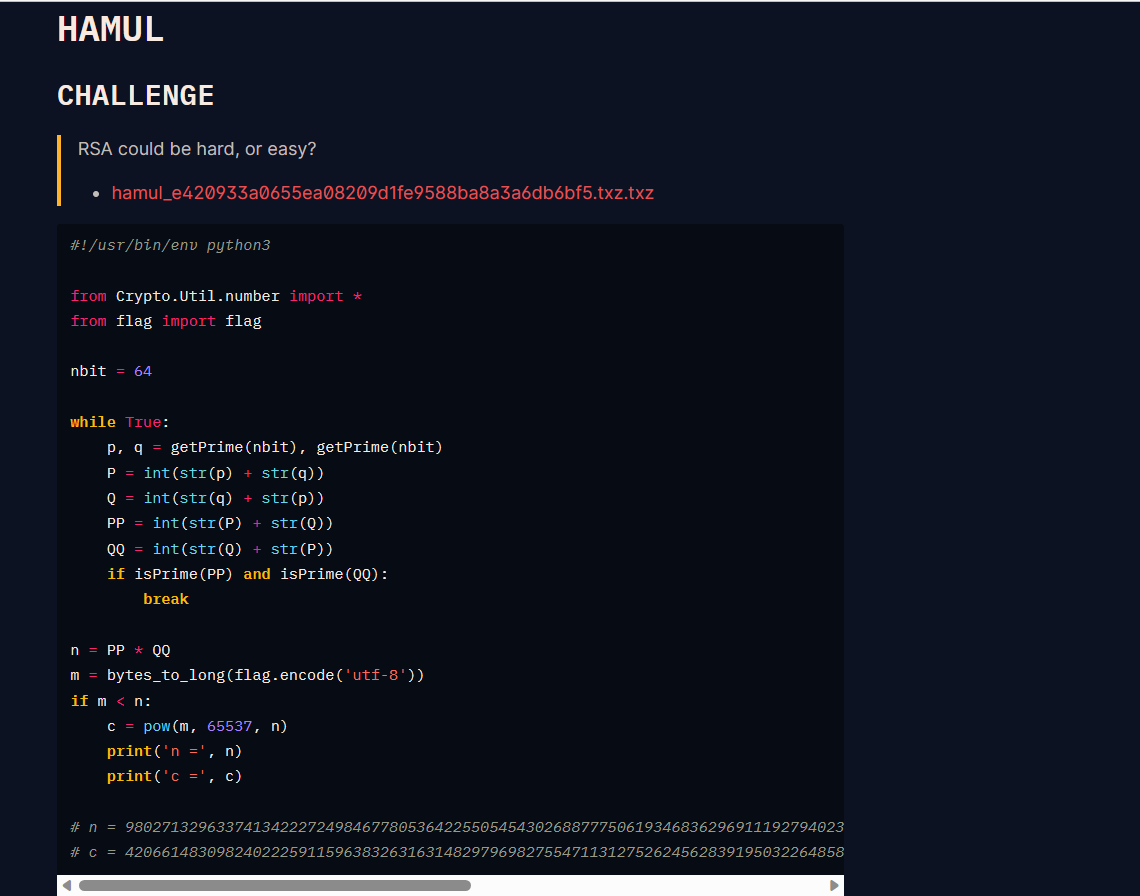 HAMUL
CHALLENGE
RSA could be hard, or easy?
hamul_e420933a0655ea08209d1fe9588ba8a3a6db6bf5.txz.txz
#!/usr/bin/env python3
from Crypto.Util.number import *
from flag import flag
nbit = 64
while True:
    p, q = getPrime(nbit), getPrime(nbit)
    P = int(str(p) + str(q))
    Q = int(str(q) + str(p))
    PP = int(str(P) + str(Q))
    QQ = int(str(Q) + str(P))
    if isPrime(PP) and isPrime(QQ):
        break
n = PP * QQ
m = bytes_to_long(flag.encode('utf-8'))
if m < n:
    c = pow(m, 65537, n)
    print('n =', n)
    print('c =', c)
# n = 9802713296337413422272498467780536422550545430268877750619346836296911192794023
# c = 4206614830982402225911596383263163148297969827554711312752624562839195032264858